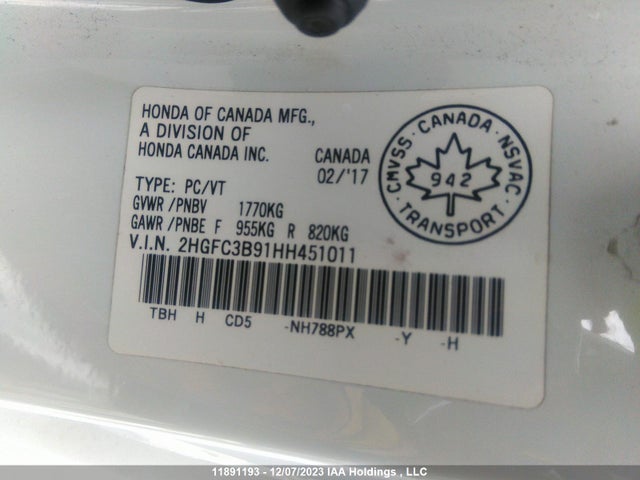 HONDA OF CANADA MFG.,
A DIVISION OF
HONDA CANADA INC.
CANADA
02/'17
TYPE: PC/VT
GVWR /PNBV 1770KG
GAWR /PNBE F 955KG R 820KG
V.I.N. 2HGFC3B91HH451011
TBH H CD5 -NH788PX -Y -H
CMVSS · CANADA · NSVAC
942
TRANSPORT
11891193 - 12/07/2023 IAA Holdings , LLC